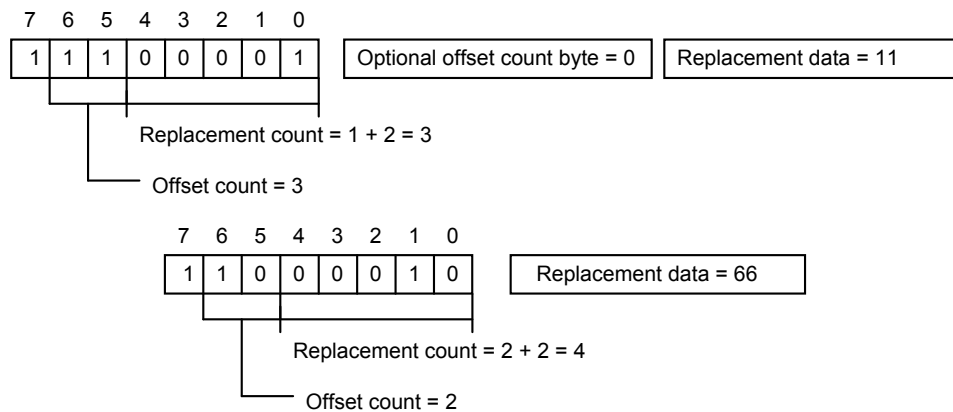 7 6 5 4 3 2 1 0
1 1 1 0 0 0 0 1 Optional offset count byte = 0 Replacement data = 11
Replacement count = 1 + 2 = 3
Offset count = 3
7 6 5 4 3 2 1 0
1 1 0 0 0 0 1 0 Replacement data = 66
Replacement count = 2 + 2 = 4
Offset count = 2